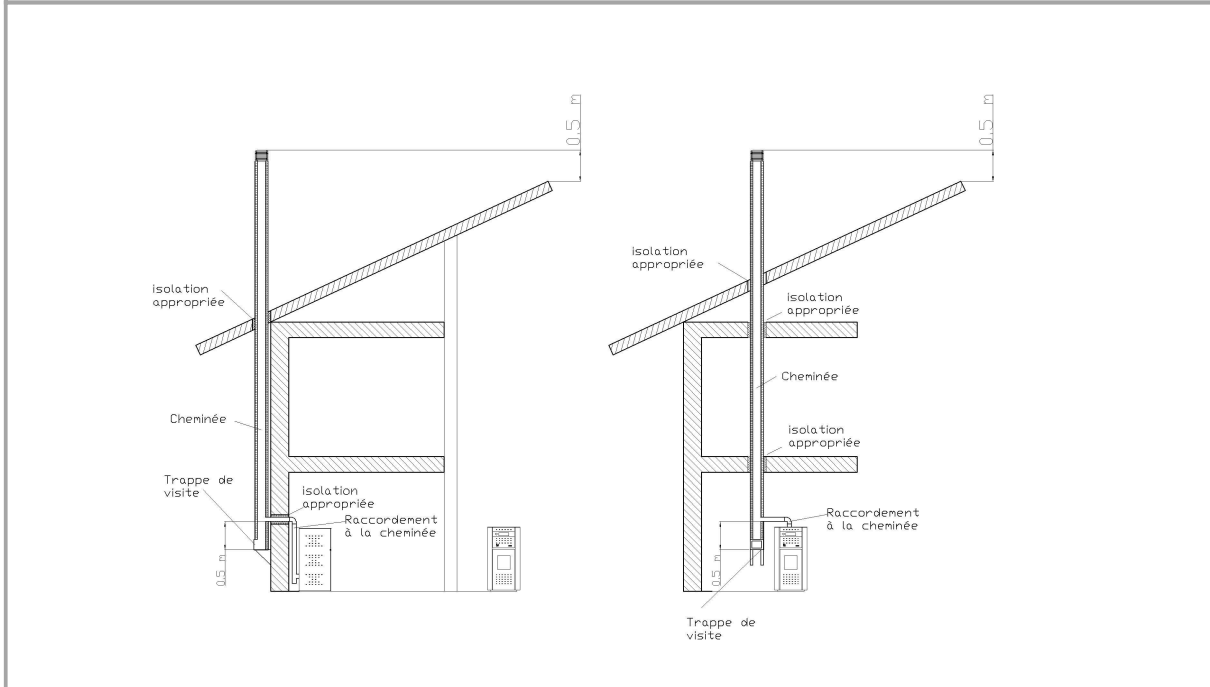 0,5 m
isolation
appropriée
Cheminée
Trappe de
visite
isolation
appropriée
Raccordement
à la cheminée
0,5 m
0,5 m
isolation
appropriée
isolation
appropriée
Cheminée
isolation
appropriée
Raccordement
à la cheminée
0,5 m
Trappe de
visite